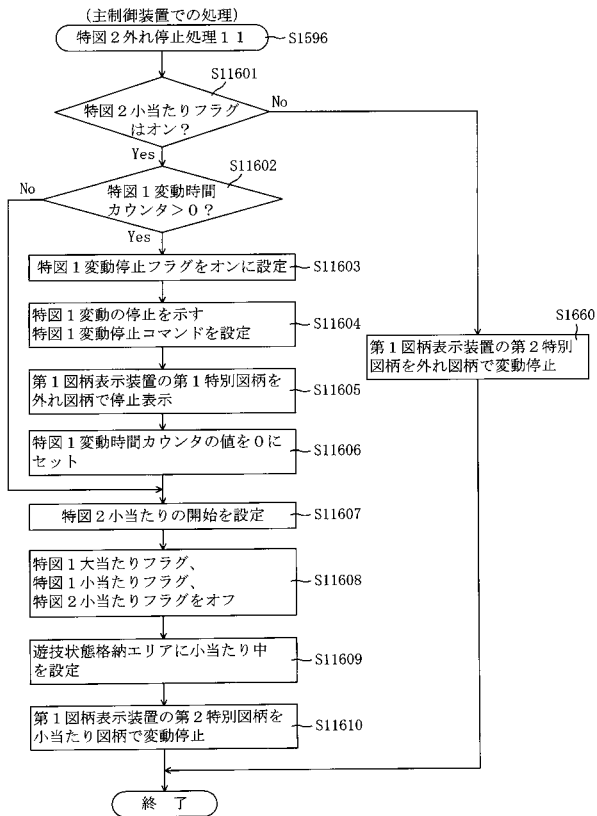 (主制御装置での処理)
特図2外れ停止処理11
S1596
S11601
特図2小当たりフラグ
はオン?
No
Yes
S11602
No
特図1変動時間
カウンタ>0?
Yes
特図1変動停止フラグをオンに設定
S11603
特図1変動の停止を示す
特図1変動停止コマンドを設定
S11604
S1660
第1図柄表示装置の第2特別
図柄を外れ図柄で変動停止
第1図柄表示装置の第1特別図柄を
外れ図柄で停止表示
S11605
特図1変動時間カウンタの値を0に
セット
S11606
特図2小当たりの開始を設定
S11607
特図1大当たりフラグ、
特図1小当たりフラグ、
特図2小当たりフラグをオフ
S11608
遊技状態格納エリアに小当たり中
を設定
S11609
第1図柄表示装置の第2特別図柄を
小当たり図柄で変動停止
S11610
終 了